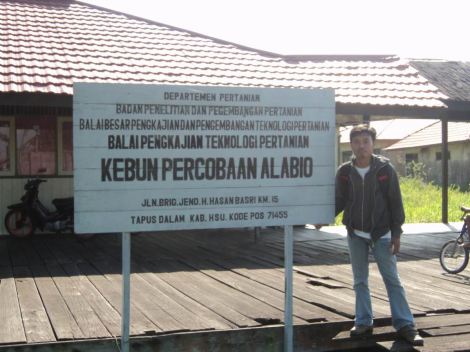 DEPARTEMEN PERTANIAN
BADAN PENELITIAN DAN PEGEMBANGAN PERTANIAN
BALAI BESAR PENGKAJIAN DAN PENGEMBANGAN TEKNOLOGI PERTANIAN
BALAI PENGKAJIAN TEKNOLOGI PERTANIAN
KEBUN PERCOBAAN ALABIO
JLN.BRIG.JEND.H.HASAN BASRI KM.15
TAPUS DALAM KAB.HSU.KODE POS 71455